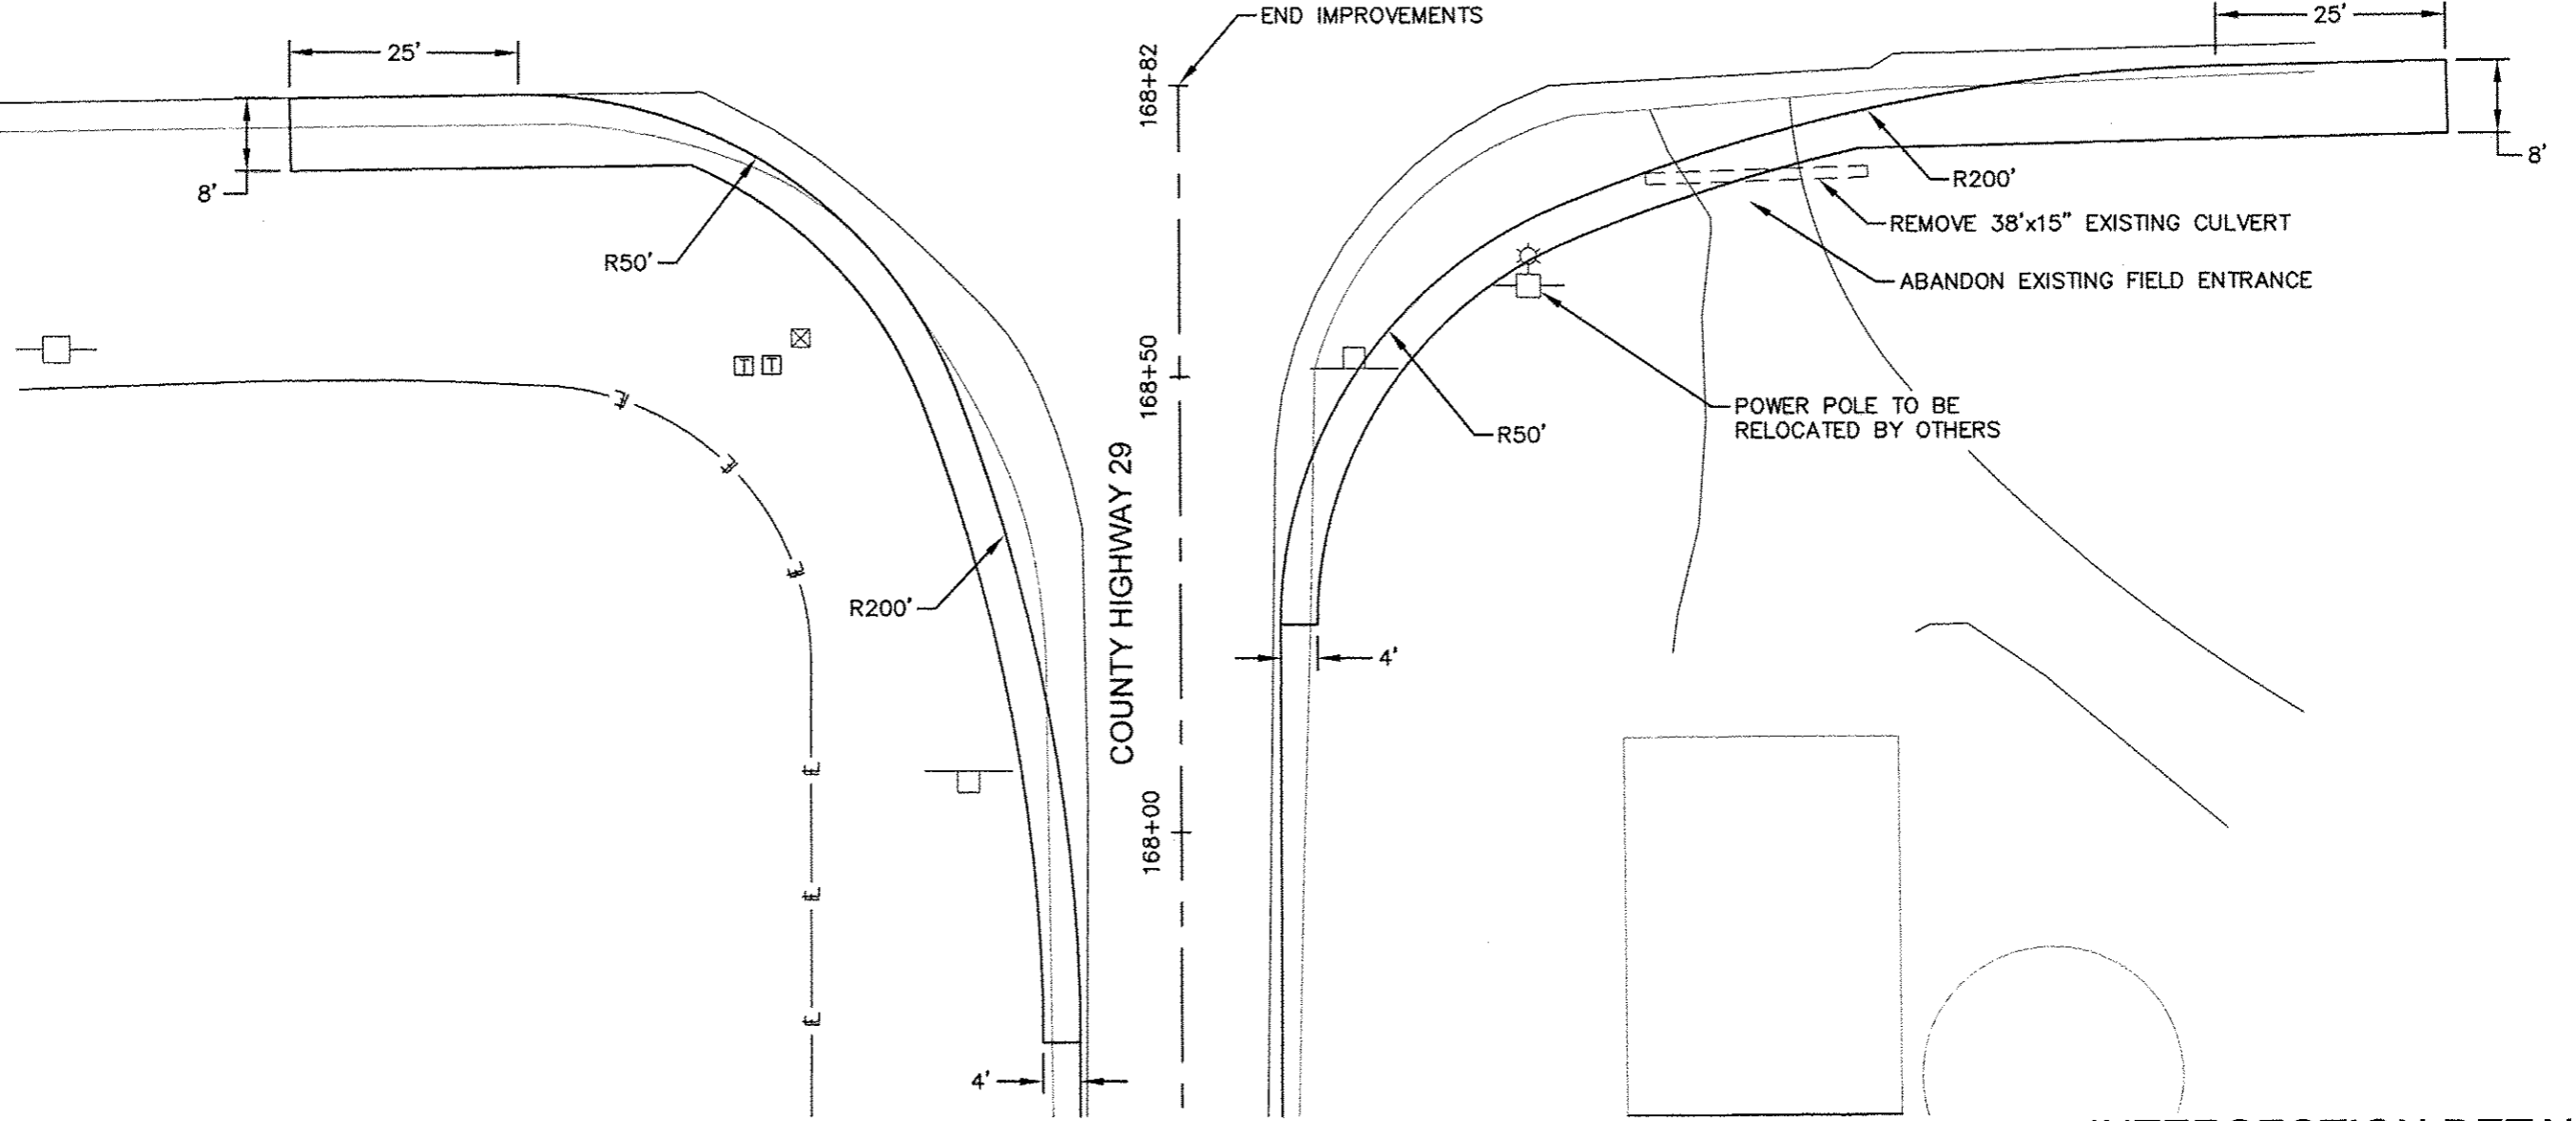 END IMPROVEMENTS
25'
25'
168+82
8'
8'
R50'
R200'
REMOVE 38'x15" EXISTING CULVERT
ABANDON EXISTING FIELD ENTRANCE
168+50
T T
POWER POLE TO BE
RELOCATED BY OTHERS
R50'
COUNTY HIGHWAY 29
R200'
4'
168+00
4'